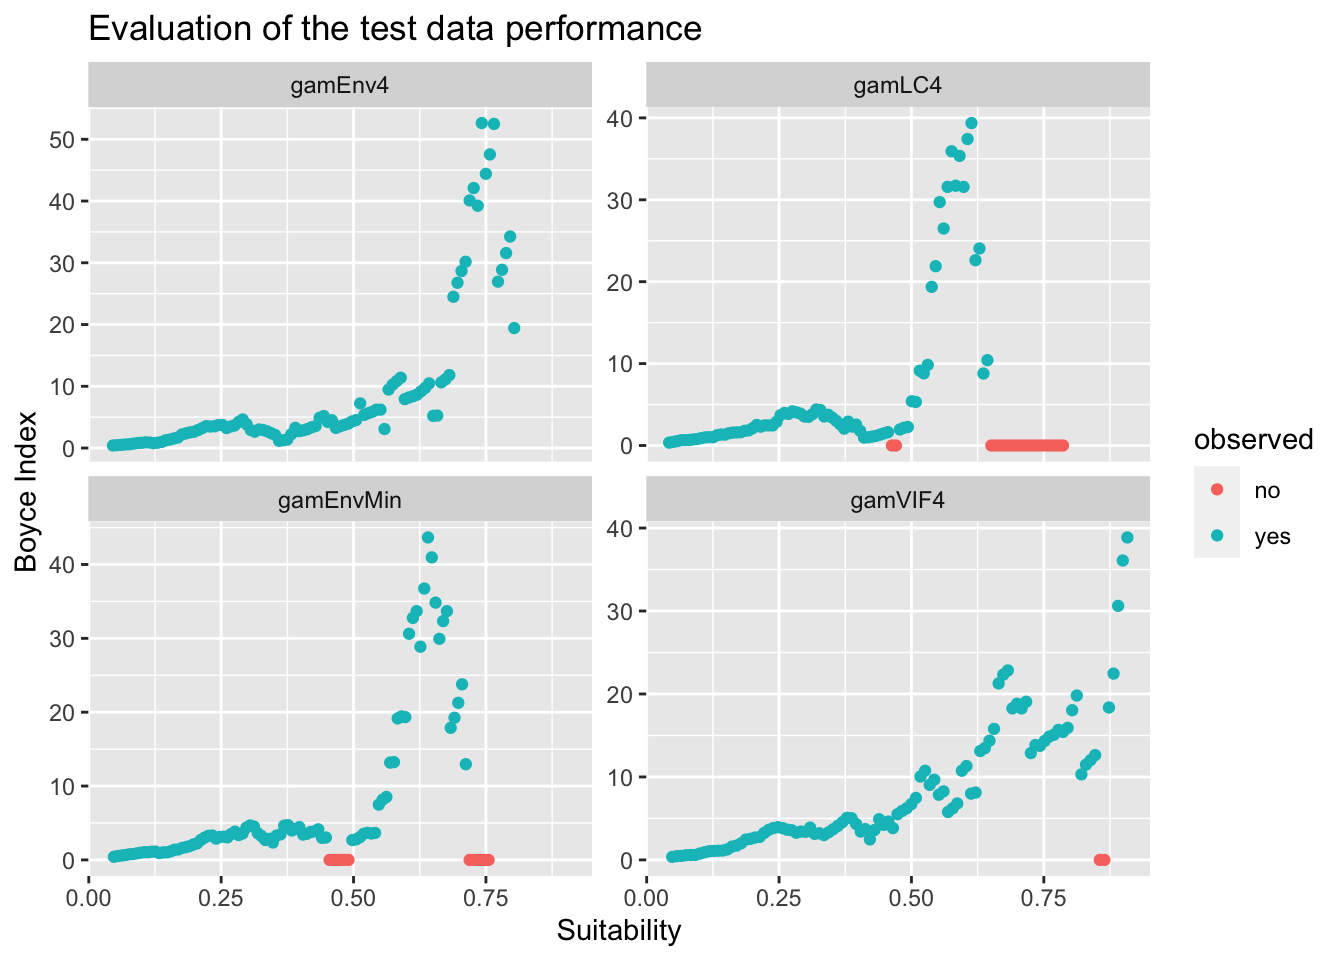 Evaluation of the test data performance
gamEnv4
gamLC4
50
40
30
20
10
0
40
30
20
10
0
gamEnvMin
gamVIF4
40
30
20
10
0
40
30
20
10
0
0.00 0.25 0.50 0.75
0.00 0.25 0.50 0.75
Suitability
Boyce Index
observed
no
yes